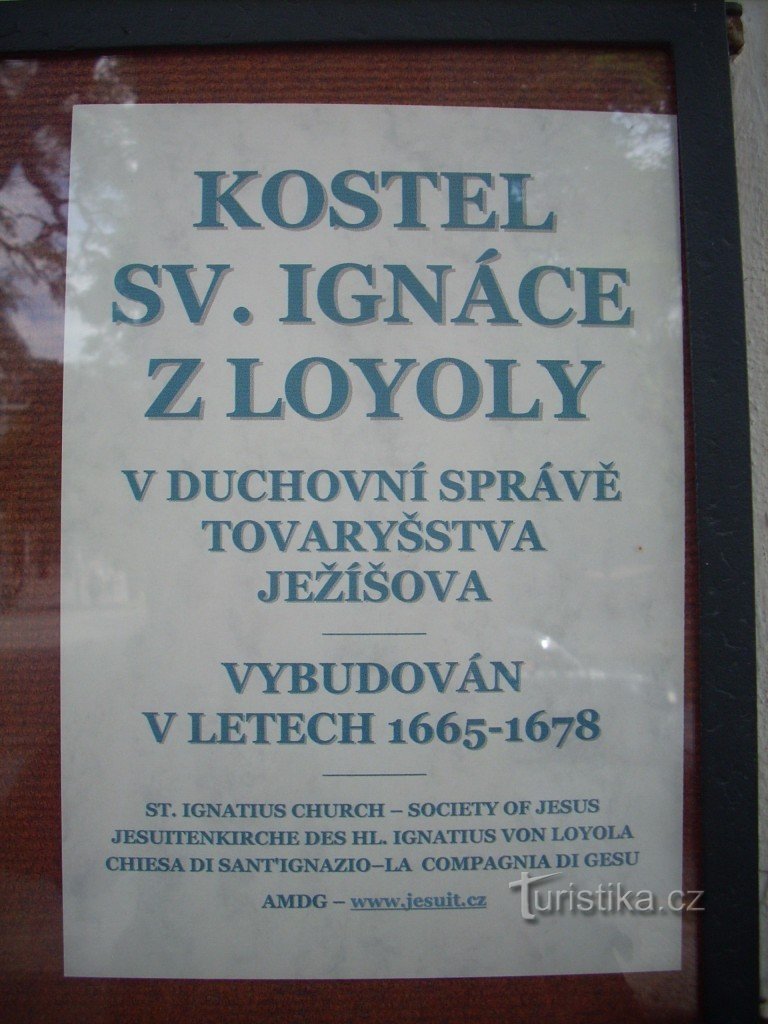 KOSTEL
SV. IGNÁCE
Z LOYOLY
V DUCHOVNÍ SPRÁVĚ
TOVARYŠSTVA
JEŽÍŠOVA
VYBUDOVÁN
V LETECH 1665-1678
ST. IGNATIUS CHURCH – SOCIETY OF JESUS
JESUITENKIRCHE DES HL. IGNATIUS VON LOYOLA
CHIESA DI SANT'IGNAZIO–LA COMPAGNIA DI GESU
AMDG – www.jesuit.cz
Turistika.cz